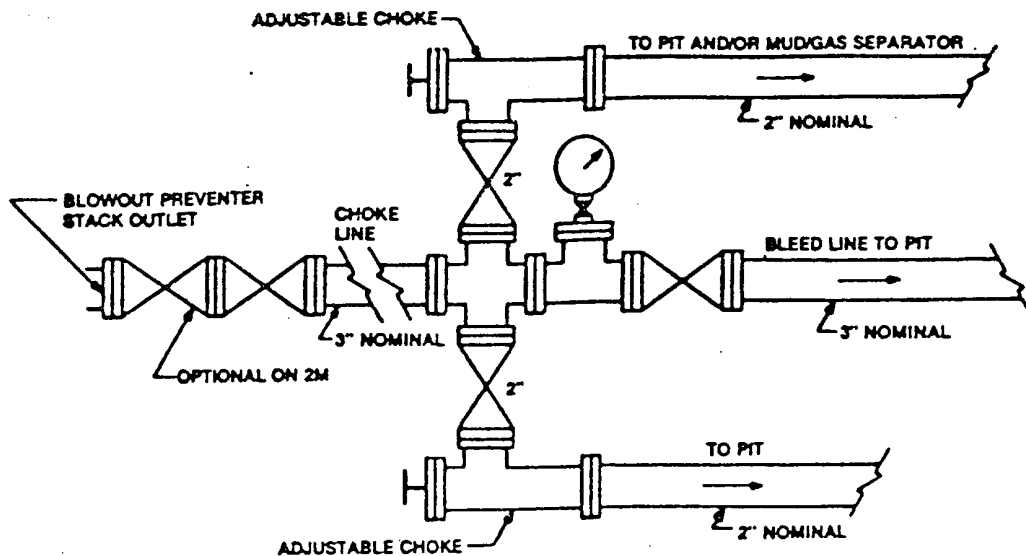 ADJUSTABLE CHOKE
TO PIT AND/OR MUD/GAS SEPARATOR
2" NOMINAL
2"
BLOWOUT PREVENTER
STACK OUTLET
CHOKE
LINE
BLEED LINE TO PIT
3" NOMINAL
3" NOMINAL
OPTIONAL ON 2M
2"
TO PIT
2" NOMINAL
ADJUSTABLE CHOKE